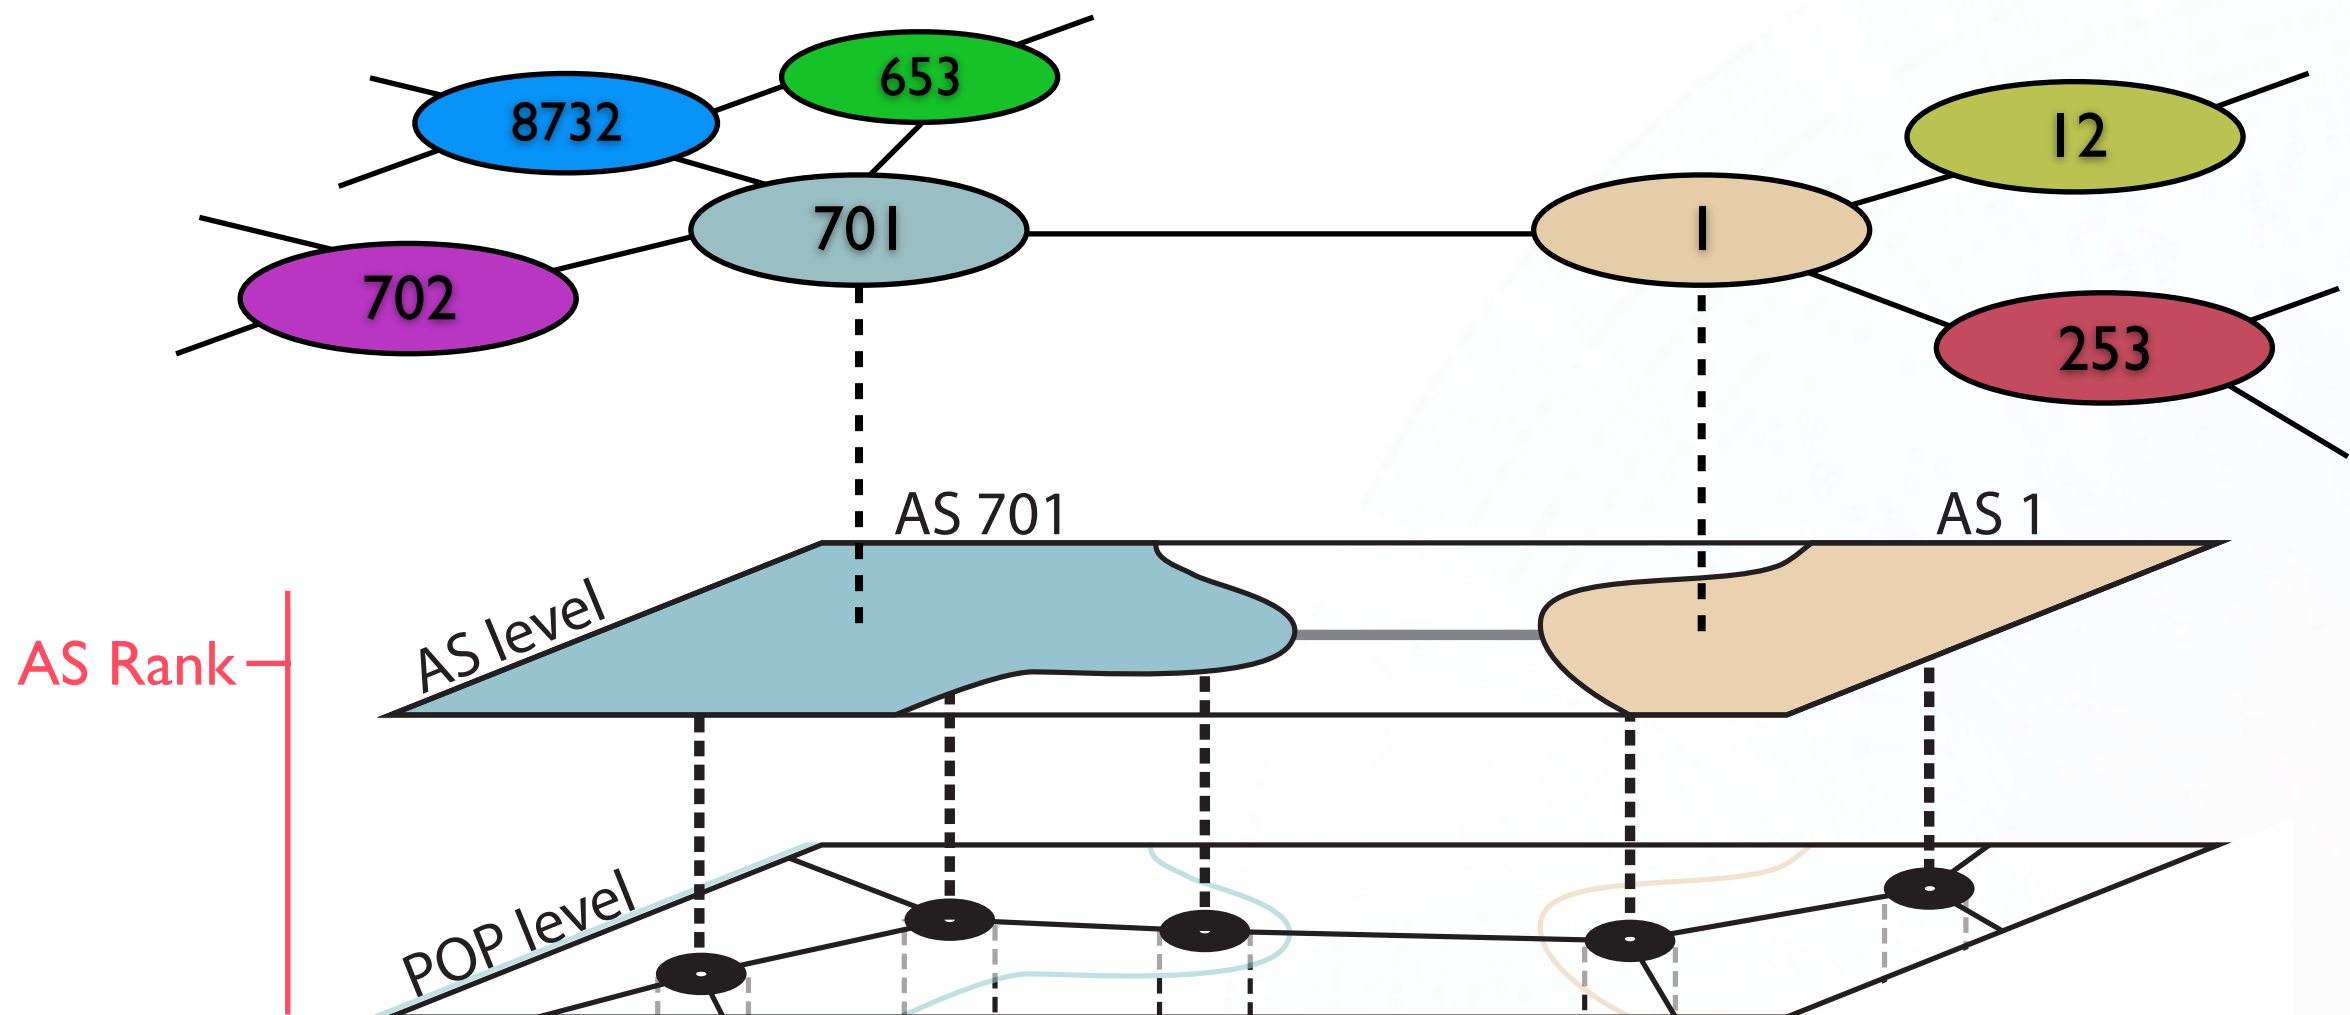 653
8732
12
701
1
702
253
AS 701
AS 1
AS level
AS Rank
POP level